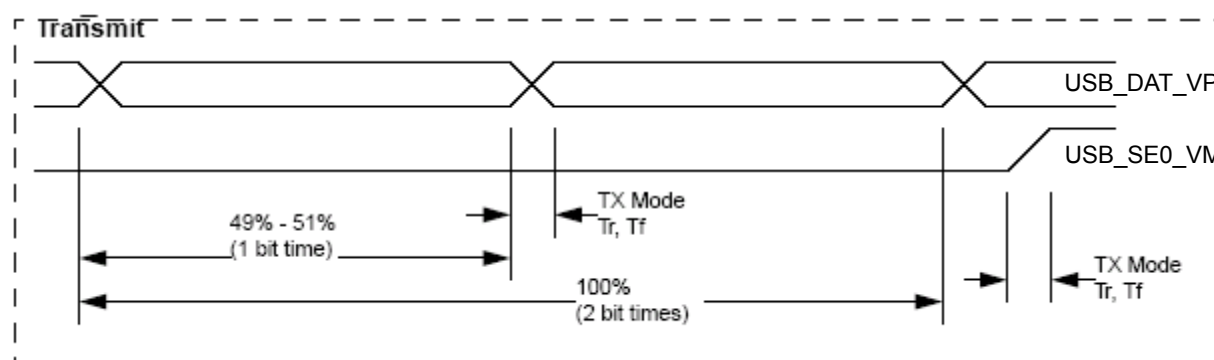 Transmit
USB_DAT_VP
USB_SE0_VM
TX Mode
Tr, Tf
49% - 51%
(1 bit time)
TX Mode
Tr, Tf
100%
(2 bit times)